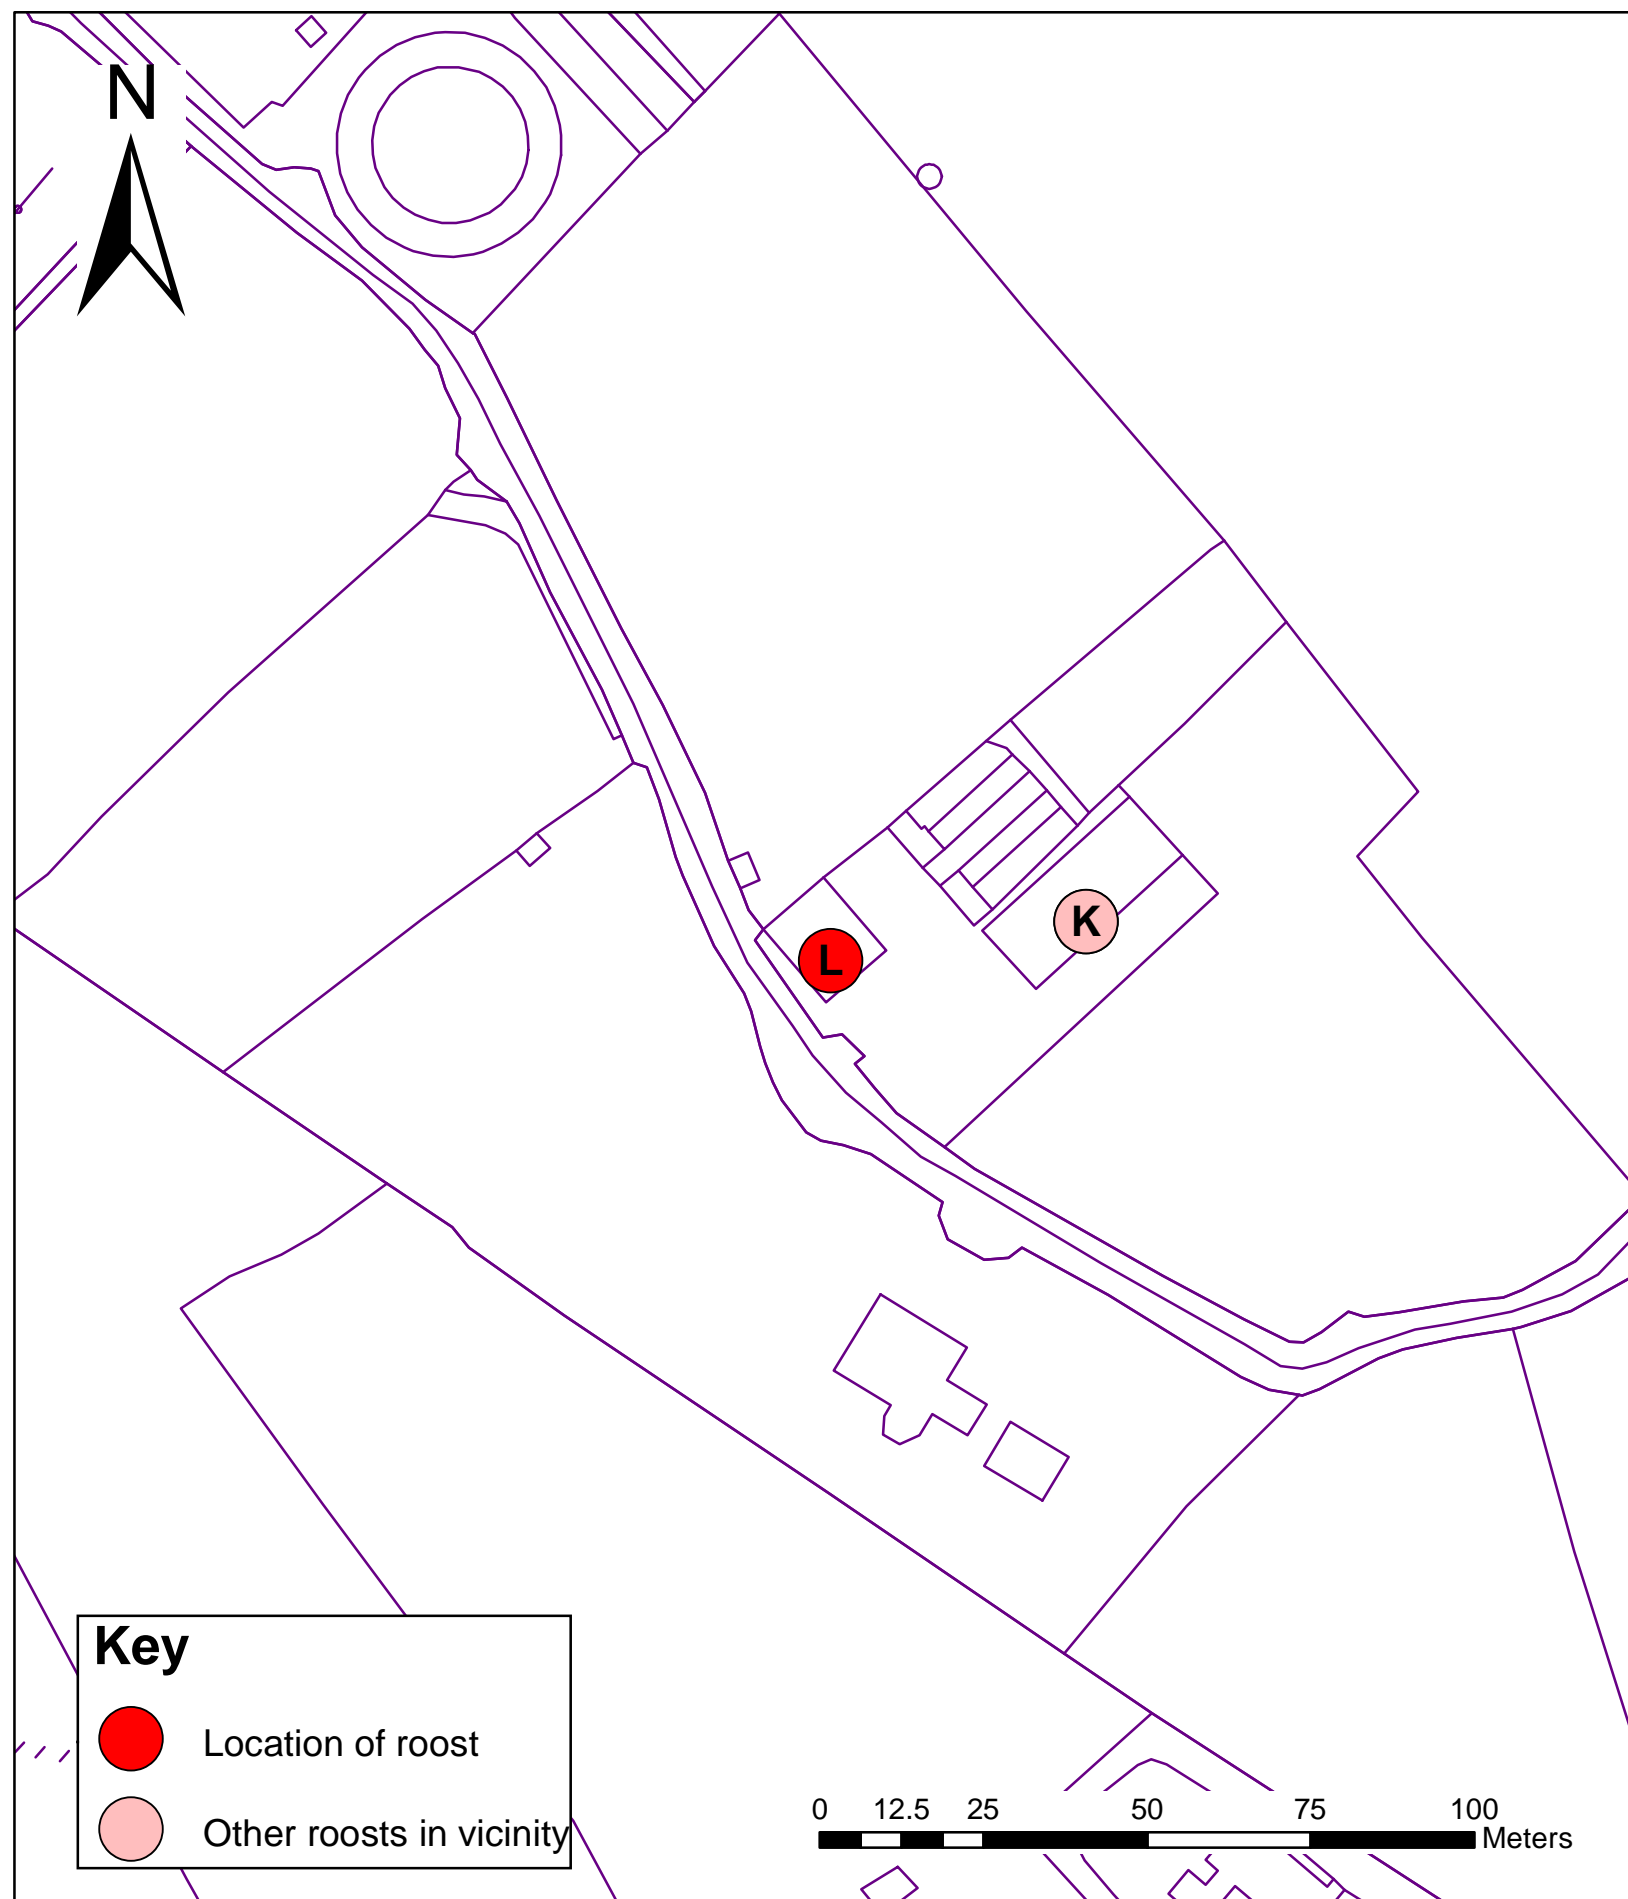 N
K
L
Key
Location of roost
Other roosts in vicinity
0 12.5 25 50 75 100
Meters